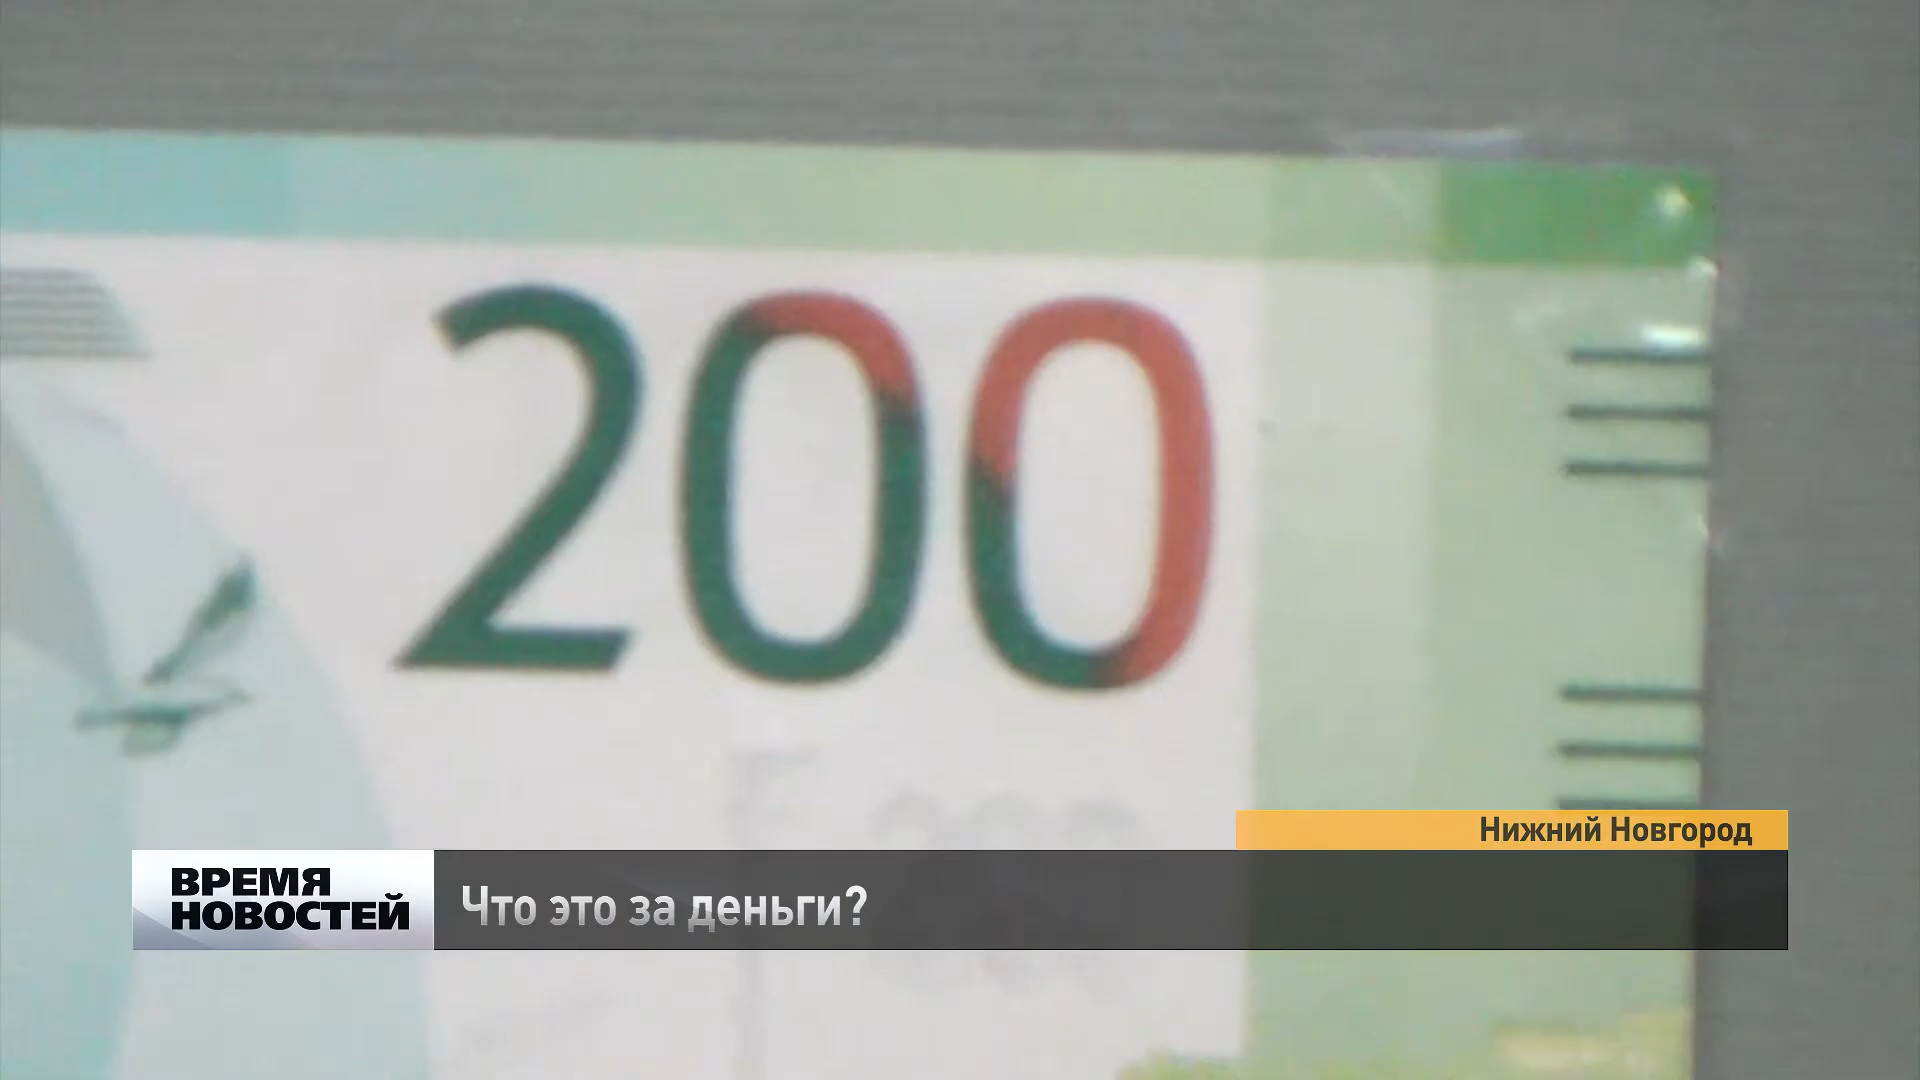 200
Нижний Новгород
ВРЕМЯ
НОВОСТЕЙ
Что это за деньги?